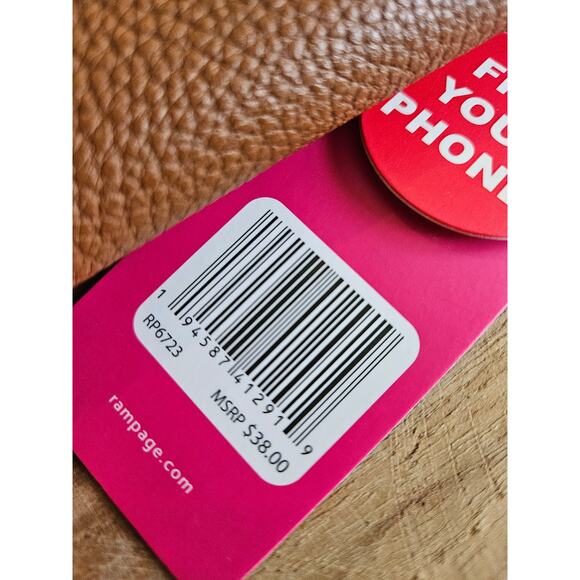 FI
YOU
PHONE
1 94587 41291 9
RP6723
MSRP $38.00
rampage.com